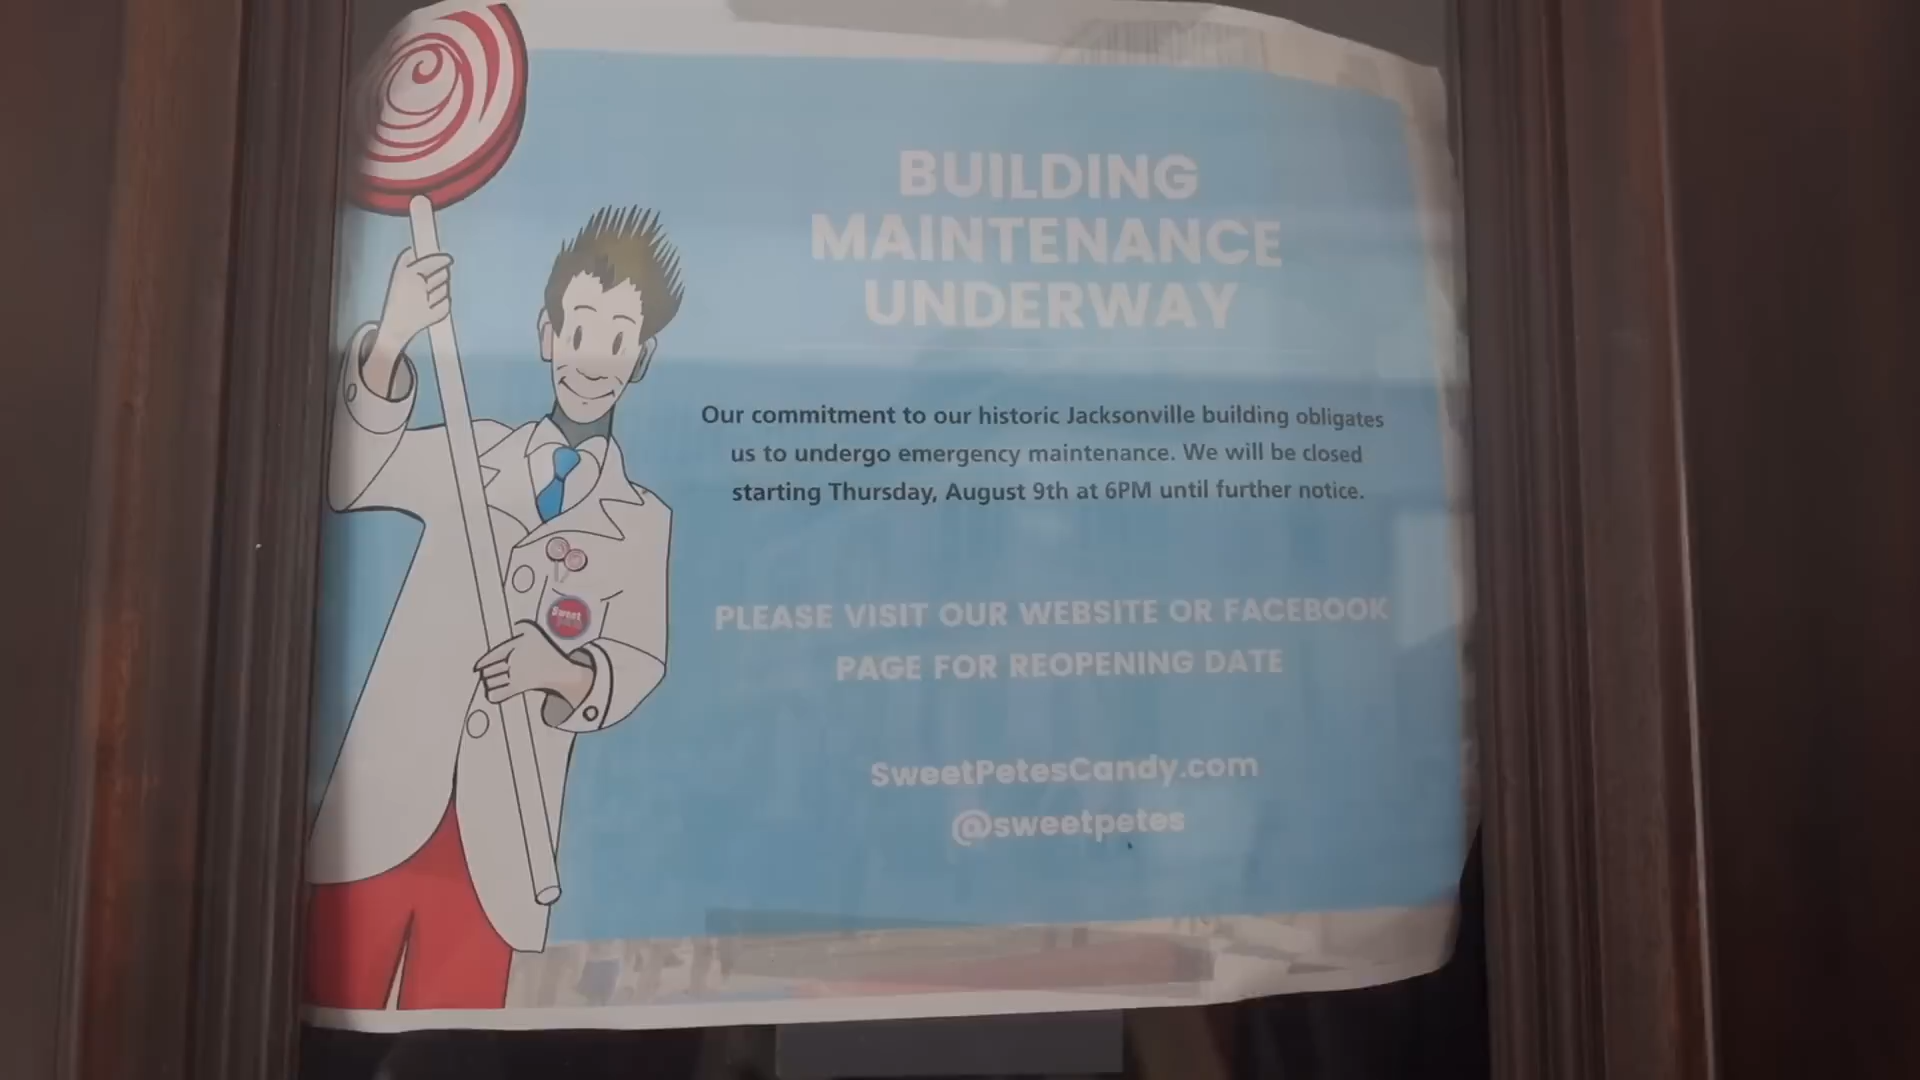 BUILDING
MAINTENANCE
UNDERWAY
Our commitment to our historic Jacksonville building obligates
us to undergo emergency maintenance. We will be closed
starting Thursday, August 9th at 6PM until further notice.
PLEASE VISIT OUR WEBSITE OR FACEBOOK
PAGE FOR REOPENING DATE
SweetPetesCandy.com
@sweetpetes
Sweet